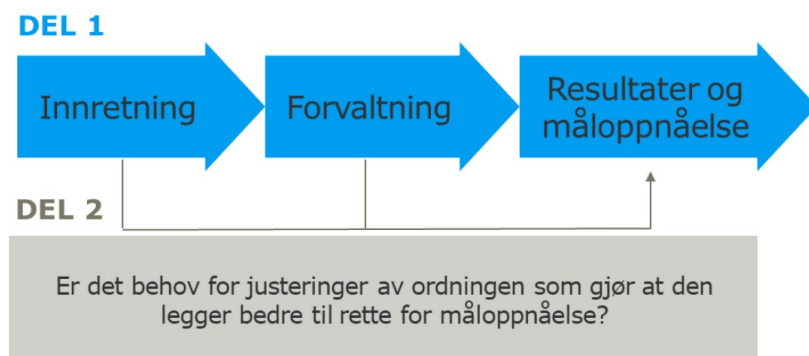 DEL 1
Innretning
Forvaltning
Resultater og
måloppnåelse
DEL 2
Er det behov for justeringer av ordningen som gjør at den
legger bedre til rette for måloppnåelse?